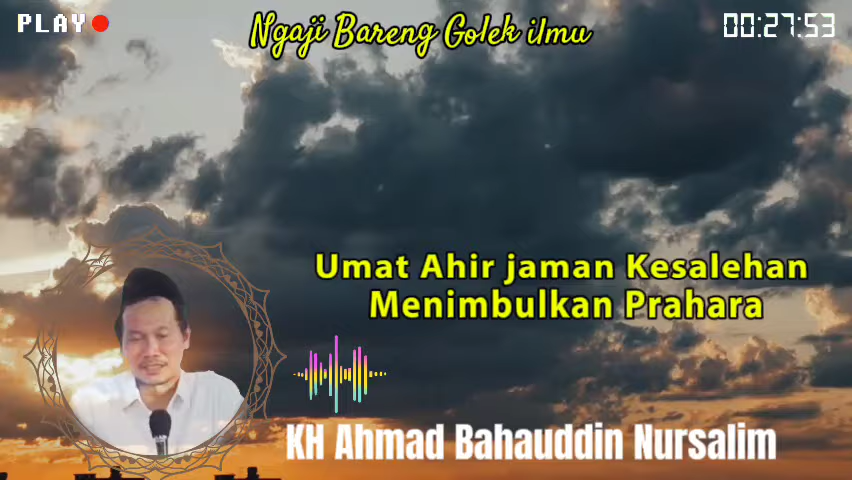 PLAY
Ngaji Bareng Golek ilmu
00:27:53
Umat Ahir jaman Kesalehan
Menimbulkan Prahara
KH Ahmad Bahauddin Nursalim